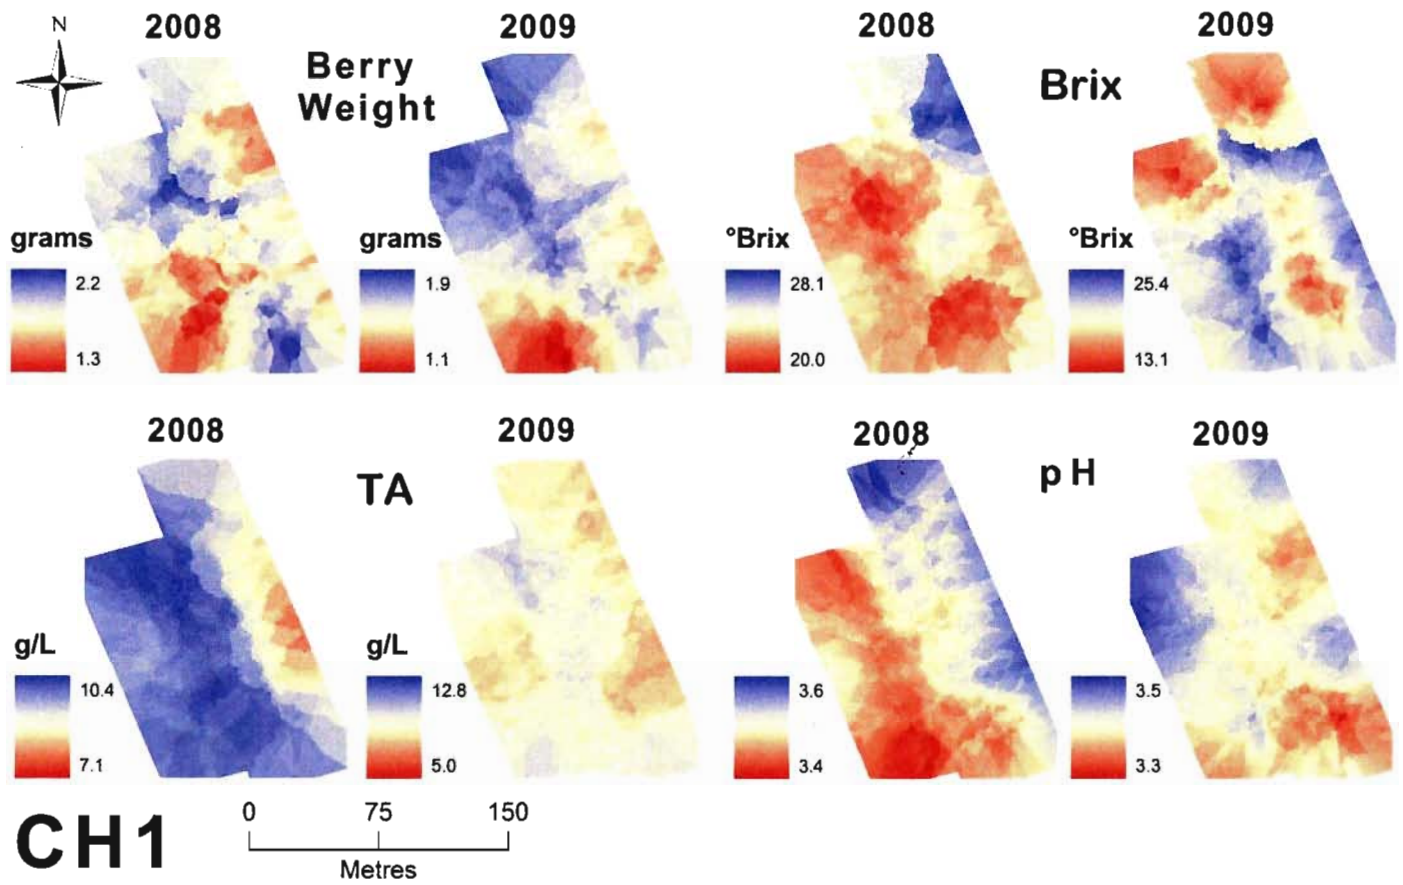 N
2008
2009
2008
2009
Berry
Weight
Brix
grams
2.2
1.3
grams
1.9
1.1
°Brix
28.1
20.0
°Brix
25.4
13.1
2008
2009
2008
2009
TA
pH
g/L
10.4
7.1
g/L
12.8
5.0
3.6
3.4
3.5
3.3
CH1
0 75 150
Metres